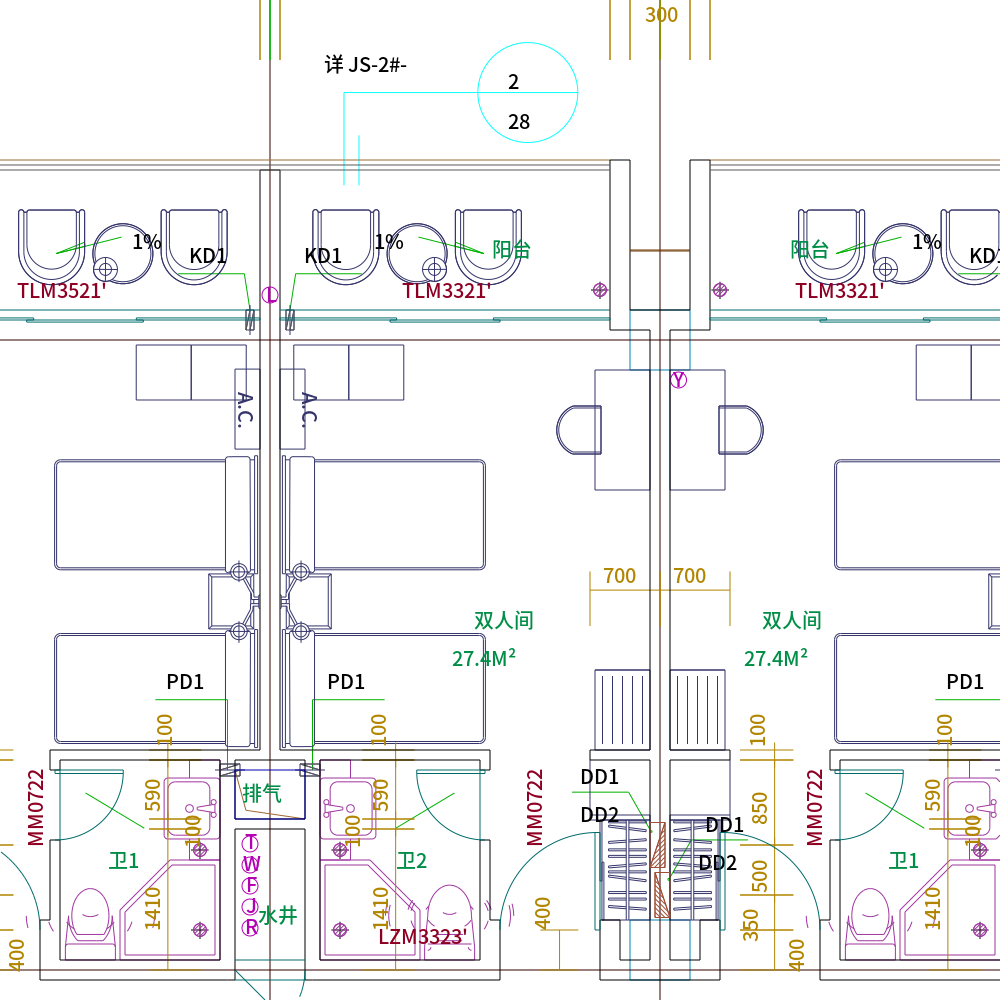 300
详 JS-2#-
2
28
1%
KD1
KD1
1%
阳台
阳台
1%
KD1
TLM3521'
L
TLM3321'
TLM3321'
Y
A.C.
A.C.
700
700
双人间
双人间
27.4M²
27.4M²
PD1
PD1
PD1
100
100
100
100
MM0722
590
排气
590
MM0722
DD1
DD2
DD1
DD2
850
MM0722
590
100
100
100
T
W
F
J
R
卫1
卫2
卫1
水井
1410
1410
500
1410
400
LZM3323'
400
350
400